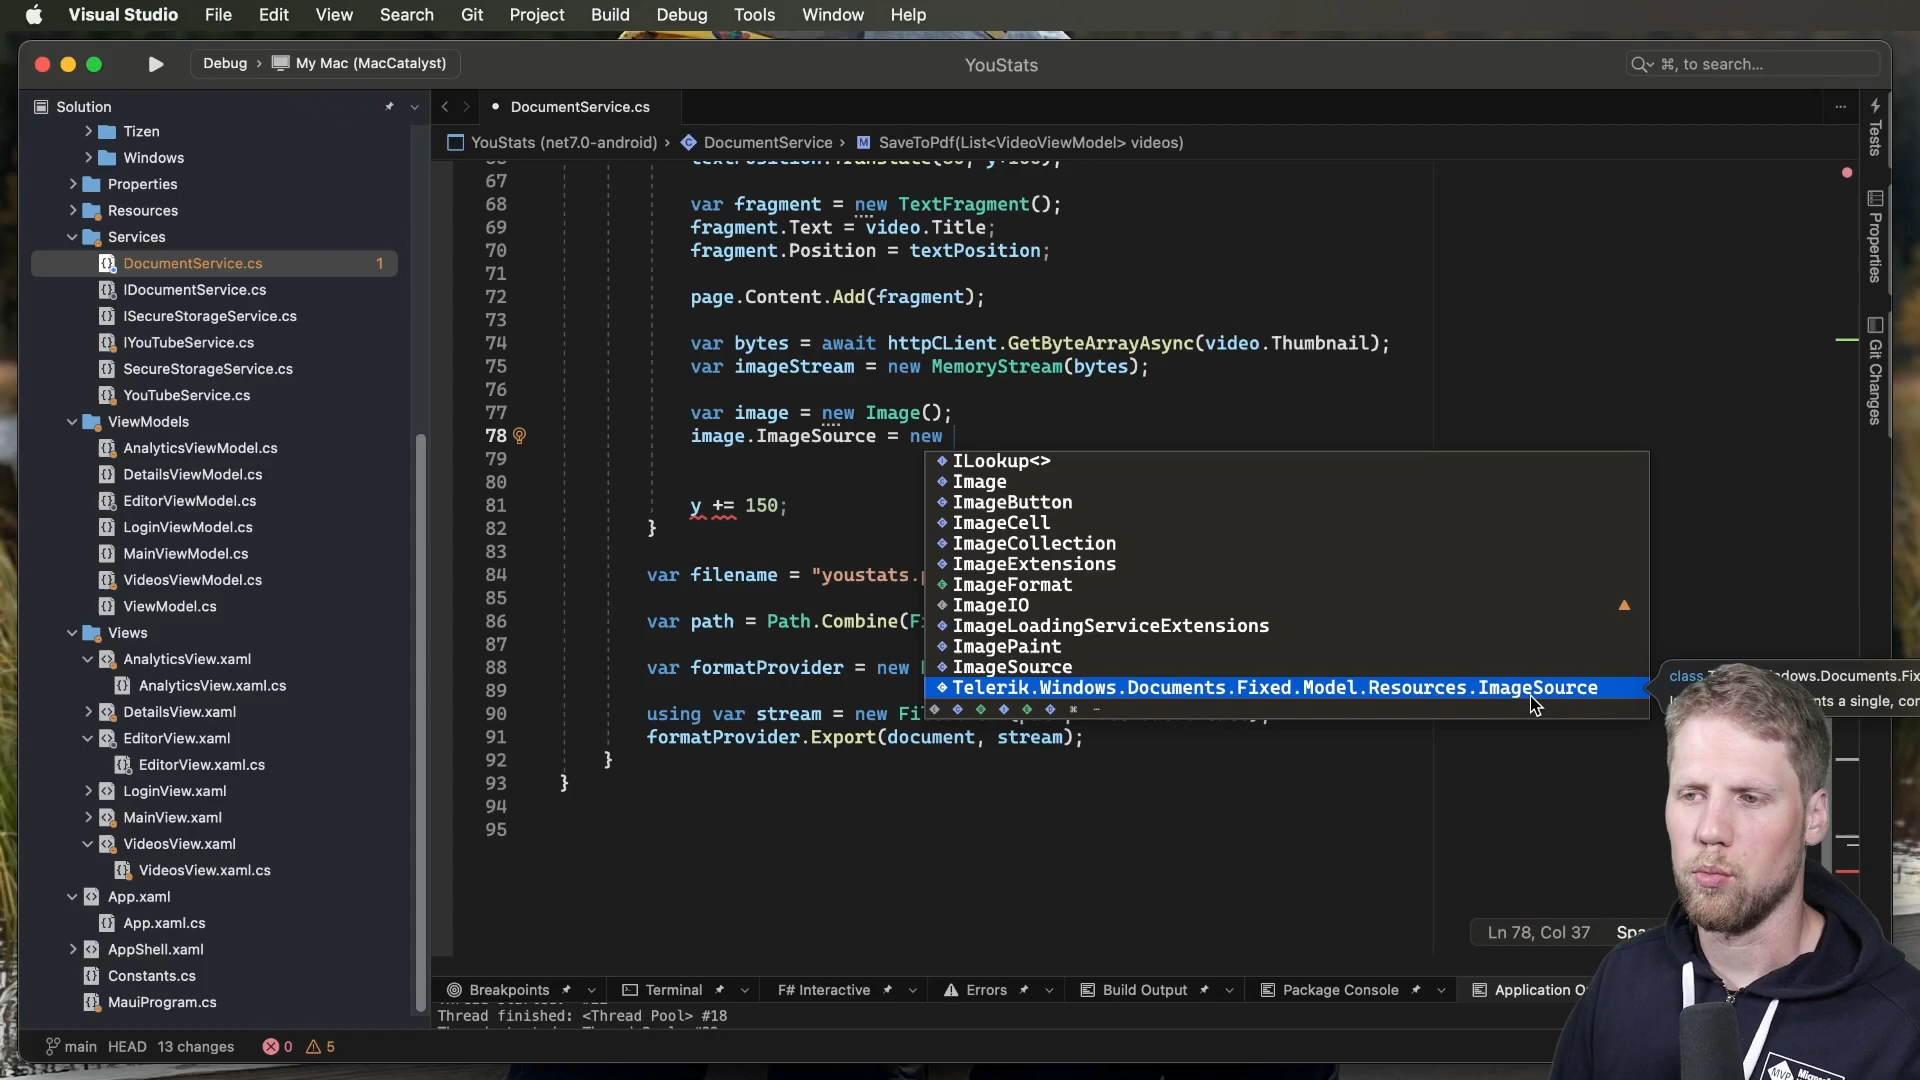 Visual Studio File Edit View Search Git Project Build Debug Tools Window Help
Debug › My Mac (MacCatalyst)
YouStats
⌘, to search...
Solution
Tizen
Windows
Properties
Resources
Services
DocumentService.cs 1
IDocumentService.cs
ISecureStorageService.cs
IYouTubeService.cs
SecureStorageService.cs
YouTubeService.cs
ViewModels
AnalyticsViewModel.cs
DetailsViewModel.cs
EditorViewModel.cs
LoginViewModel.cs
MainViewModel.cs
VideosViewModel.cs
ViewModel.cs
Views
AnalyticsView.xaml
AnalyticsView.xaml.cs
DetailsView.xaml
EditorView.xaml
EditorView.xaml.cs
LoginView.xaml
MainView.xaml
VideosView.xaml
VideosView.xaml.cs
App.xaml
App.xaml.cs
AppShell.xaml
Constants.cs
MauiProgram.cs
DocumentService.cs
YouStats (net7.0-android) › DocumentService › SaveToPdf(List<VideoViewModel> videos)
67
68 var fragment = new TextFragment();
69 fragment.Text = video.Title;
70 fragment.Position = textPosition;
71
72 page.Content.Add(fragment);
73
74 var bytes = await httpCLient.GetByteArrayAsync(video.Thumbnail);
75 var imageStream = new MemoryStream(bytes);
76
77 var image = new Image();
78 image.ImageSource = new
79
80
81 y += 150;
82 }
83
84 var filename = "youstats.
85
86 var path = Path.Combine(
87
88 var formatProvider = new
89
90 using var stream = new
91 formatProvider.Export(document, stream);
92 }
93 }
94
95
ILookup<>
Image
ImageButton
ImageCell
ImageCollection
ImageExtensions
ImageFormat
ImageIO
ImageLoadingServiceExtensions
ImagePaint
ImageSource
Telerik.Windows.Documents.Fixed.Model.Resources.ImageSource
class
Tests
Properties
Git Changes
Ln 78, Col 37
Breakpoints
Terminal
F# Interactive
Errors
Build Output
Package Console
Application
Thread finished: <Thread Pool> #18
main HEAD 13 changes 0 5
MVP